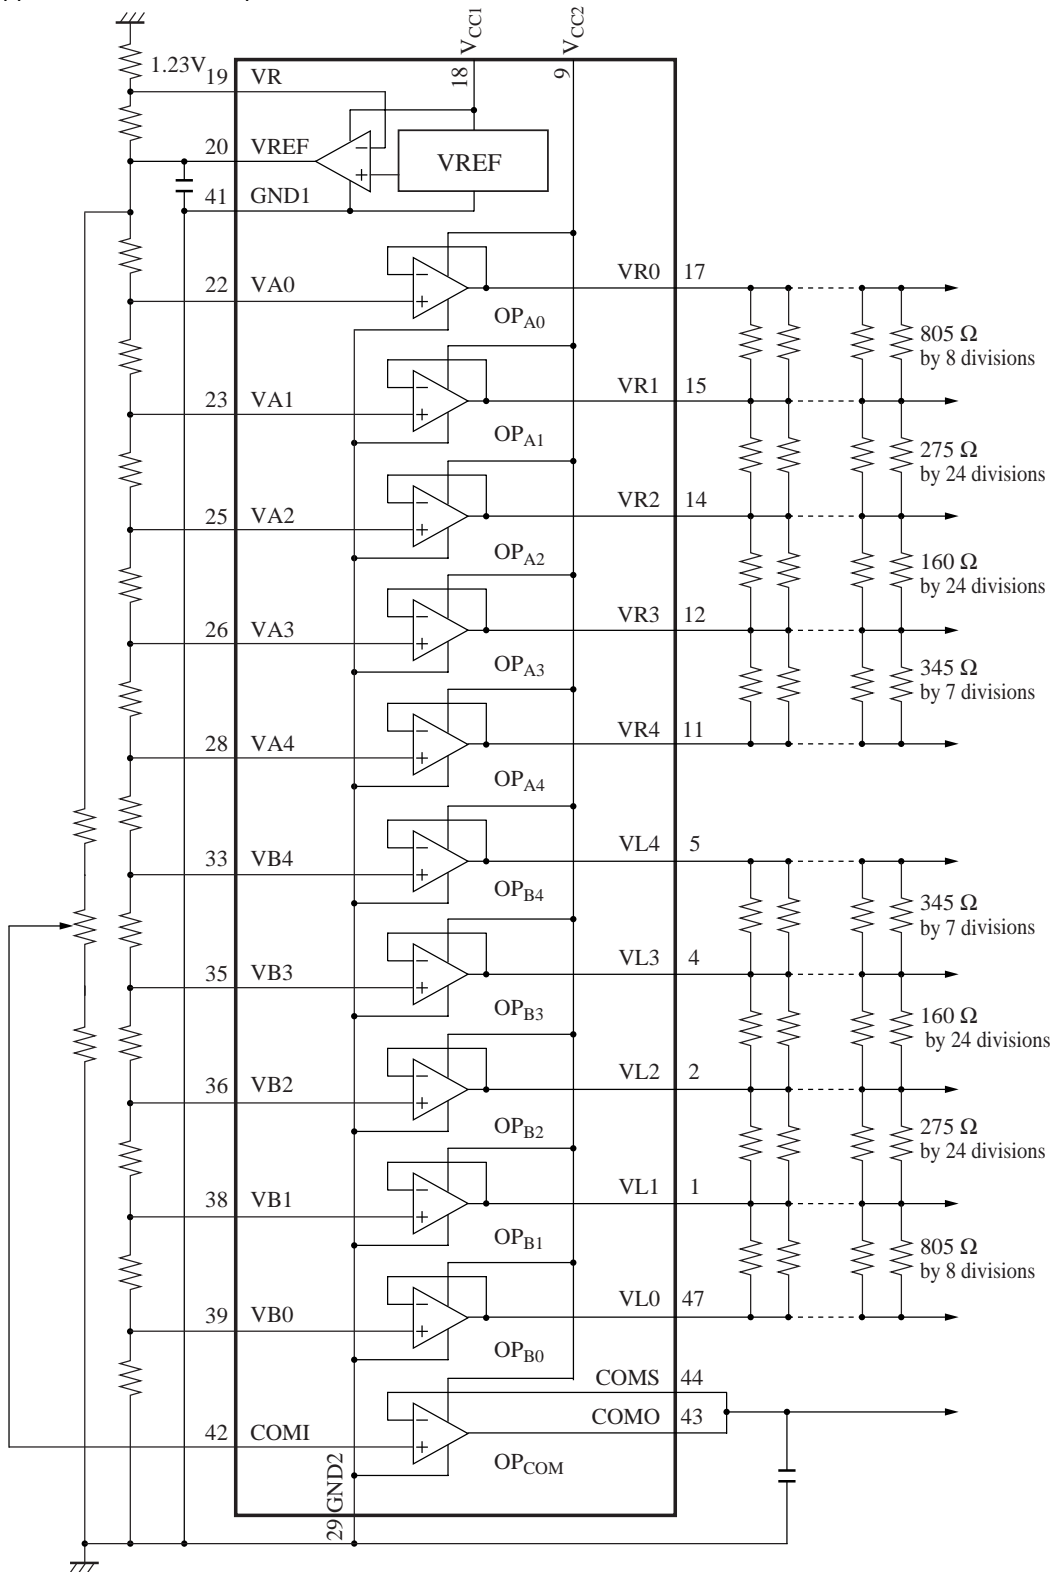 VCC1
VCC2
18
9
1.23V
19 VR
20 VREF
VREF
41 GND1
22 VA0
OPA0
VR0 17
805 Ω
by 8 divisions
23 VA1
OPA1
VR1 15
275 Ω
by 24 divisions
25 VA2
OPA2
VR2 14
160 Ω
by 24 divisions
26 VA3
OPA3
VR3 12
345 Ω
by 7 divisions
28 VA4
OPA4
VR4 11
33 VB4
OPB4
VL4 5
345 Ω
by 7 divisions
35 VB3
OPB3
VL3 4
160 Ω
by 24 divisions
36 VB2
OPB2
VL2 2
275 Ω
by 24 divisions
38 VB1
OPB1
VL1 1
805 Ω
by 8 divisions
39 VB0
OPB0
VL0 47
COMS 44
COMO 43
42 COMI
OPCOM
29 GND2